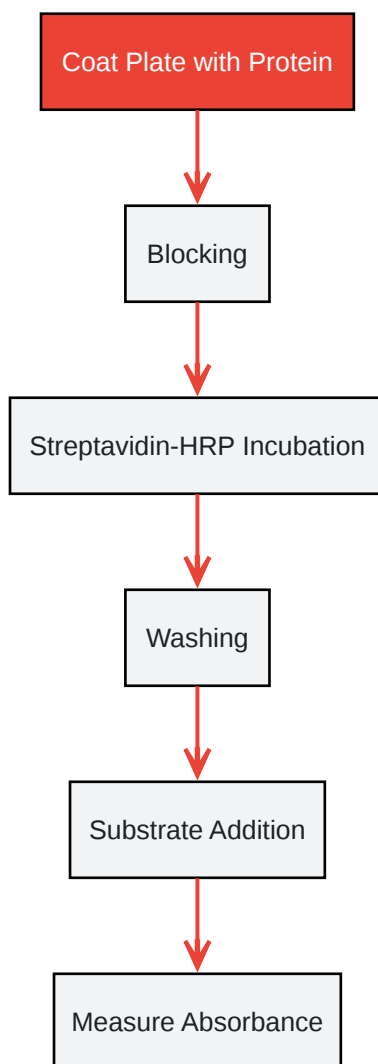 Coat Plate with Protein
Blocking
Streptavidin-HRP Incubation
Washing
Substrate Addition
Measure Absorbance